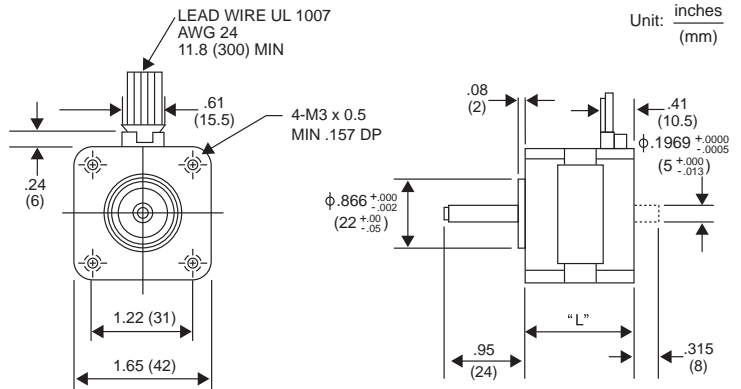 LEAD WIRE UL 1007
AWG 24
11.8 (300) MIN
Unit: inches
(mm)
.61
(15.5)
4-M3 x 0.5
MIN .157 DP
.24
(6)
1.22 (31)
1.65 (42)
.08
(2)
.41
(10.5)
ϕ.1969 +.0000
-.0005
(5 +.000
-.013)
ϕ.866 +.000
-.002
(22 +.00
-.05)
“L”
.95
(24)
.315
(8)